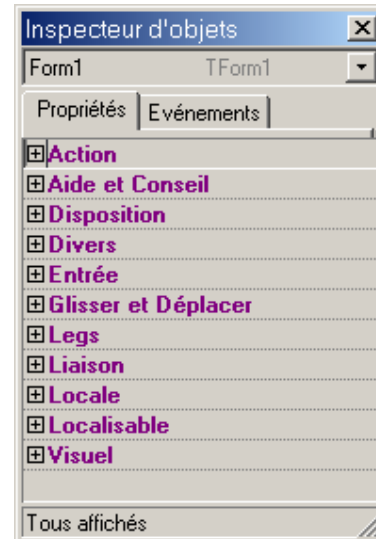 Inspecteur d'objets
Form1 TForm1
Propriétés Evénements
Action
Aide et Conseil
Disposition
Divers
Entrée
Glisser et Déplacer
Legs
Liaison
Locale
Localisable
Visuel
Tous affichés